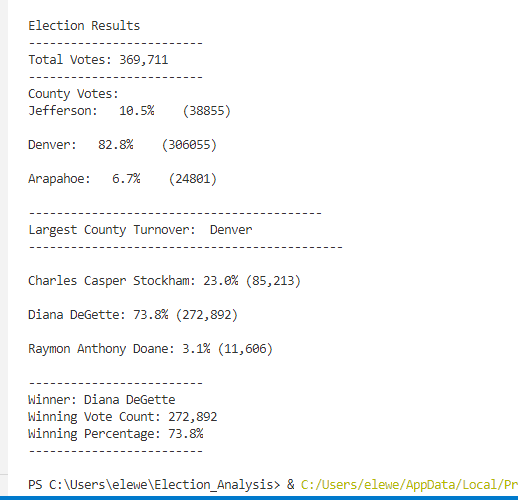 Election Results
-------------------------
Total Votes: 369,711
-------------------------
County Votes:
Jefferson:   10.5%    (38855)
Denver:   82.8%    (306055)
Arapahoe:   6.7%    (24801)
------------------------------------------
Largest County Turnover:  Denver
---------------------------------------------
Charles Casper Stockham: 23.0% (85,213)
Diana DeGette: 73.8% (272,892)
Raymon Anthony Doane: 3.1% (11,606)
-------------------------
Winner: Diana DeGette
Winning Vote Count: 272,892
Winning Percentage: 73.8%
-------------------------
PS C:\Users\elewe\Election_Analysis> & C:/Users/elewe/AppData/Local/Pr